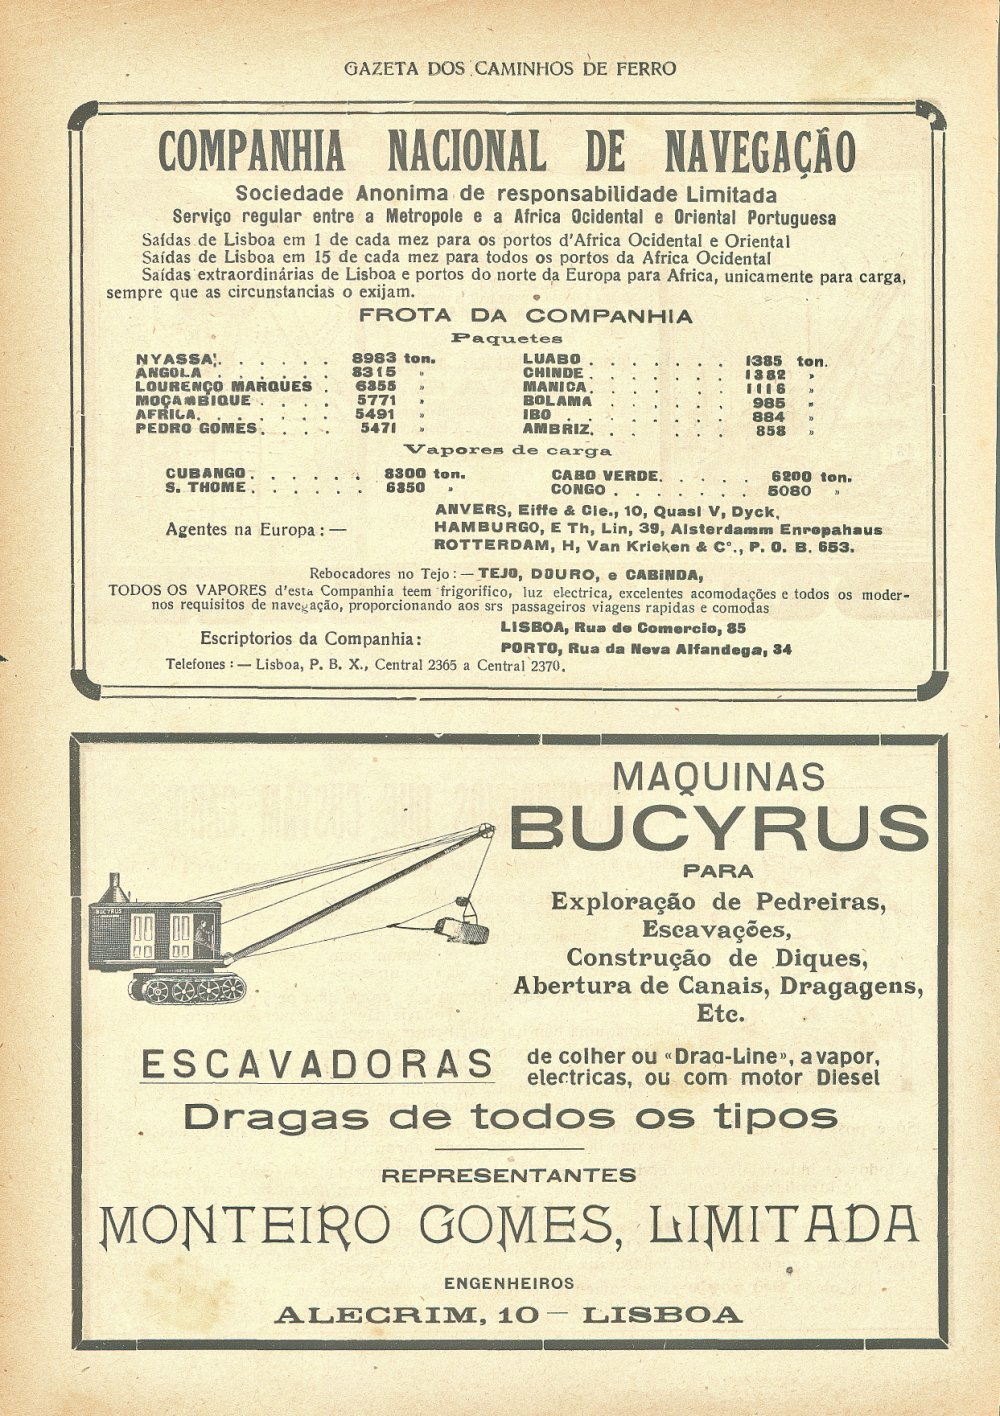 GAZETA DOS CAMINHOS DE FERRO
COMPANHIA NACIONAL DE NAVEGAÇÃO
Sociedade Anonima de responsabilidade Limitada
Serviço regular entre a Metropole e a Africa Ocidental e Oriental Portuguesa
Saídas de Lisboa em 1 de cada mez para os portos d'Africa Ocidental e Oriental
Saídas de Lisboa em 15 de cada mez para todos os portos da Africa Ocidental
Saídas extraordinárias de Lisboa e portos do norte da Europa para Africa, unicamente para carga,
sempre que as circunstancias o exijam.
FROTA DA COMPANHIA
Paquetes
NYASSA . . . . . . 8983 ton. LUABO . . . . . . 1385 ton.
ANGOLA . . . . . . 8315 » CHINDE . . . . . . 1382 »
LOURENÇO MARQUES . 6355 » MANICA . . . . . . 1116 »
MOÇAMBIQUE . . . . 5771 » BOLAMA . . . . . . 985 »
AFRICA . . . . . . 5491 » IBO . . . . . . 884 »
PEDRO GOMES . . . . 5471 » AMBRIZ . . . . . . 858 »
Vapores de carga
CUBANGO . . . . . . 8300 ton. CABO VERDE . . . . 6200 ton.
S. THOME . . . . . . 6350 » CONGO . . . . . . 5080 »
ANVERS, Eiffe & Cie., 10, Quasi V, Dyck,
Agentes na Europa : — HAMBURGO, E Th, Lin, 39, Alsterdamm Enropahaus
ROTTERDAM, H, Van Krieken & C°., P. O. B. 653.
Rebocadores no Tejo : — TEJO, DOURO, e CABINDA,
TODOS OS VAPORES d'esta Companhia teem frigorifico, luz electrica, excelentes acomodações e todos os moder-
nos requisitos de navegação, proporcionando aos srs passageiros viagens rapidas e comodas
Escriptorios da Companhia: LISBOA, Rua do Comercio, 85
PORTO, Rua da Nova Alfandega, 34
Telefones : — Lisboa, P. B. X., Central 2365 a Central 2370.
MAQUINAS
BUCYRUS
PARA
Exploração de Pedreiras,
Escavações,
Construção de Diques,
Abertura de Canais, Dragagens,
Etc.
BUCYRUS
ESCAVADORAS de colher ou «Drag-Line», a vapor,
electricas, ou com motor Diesel
Dragas de todos os tipos
REPRESENTANTES
MONTEIRO GOMES, LIMITADA
ENGENHEIROS
ALECRIM, 10 — LISBOA